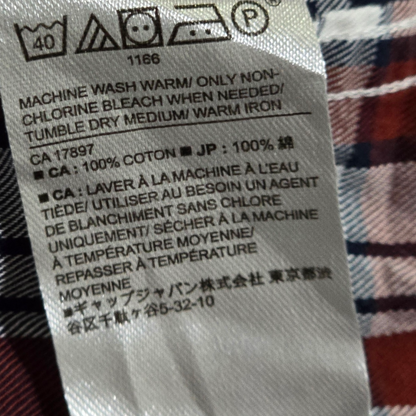 40 P
1166
MACHINE WASH WARM/ ONLY NON-
CHLORINE BLEACH WHEN NEEDED/
TUMBLE DRY MEDIUM/ WARM IRON
CA 17897
■ CA : 100% COTTON ■ JP : 100% 綿
■ CA : LAVER À LA MACHINE À L'EAU
TIÈDE/ UTILISER AU BESOIN UN AGENT
DE BLANCHIMENT SANS CHLORE
UNIQUEMENT/ SÉCHER À LA MACHINE
À TEMPÉRATURE MOYENNE/
REPASSER À TEMPÉRATURE
MOYENNE
■ギャップジャパン株式会社 東京都渋
谷区千駄ヶ谷5-32-10